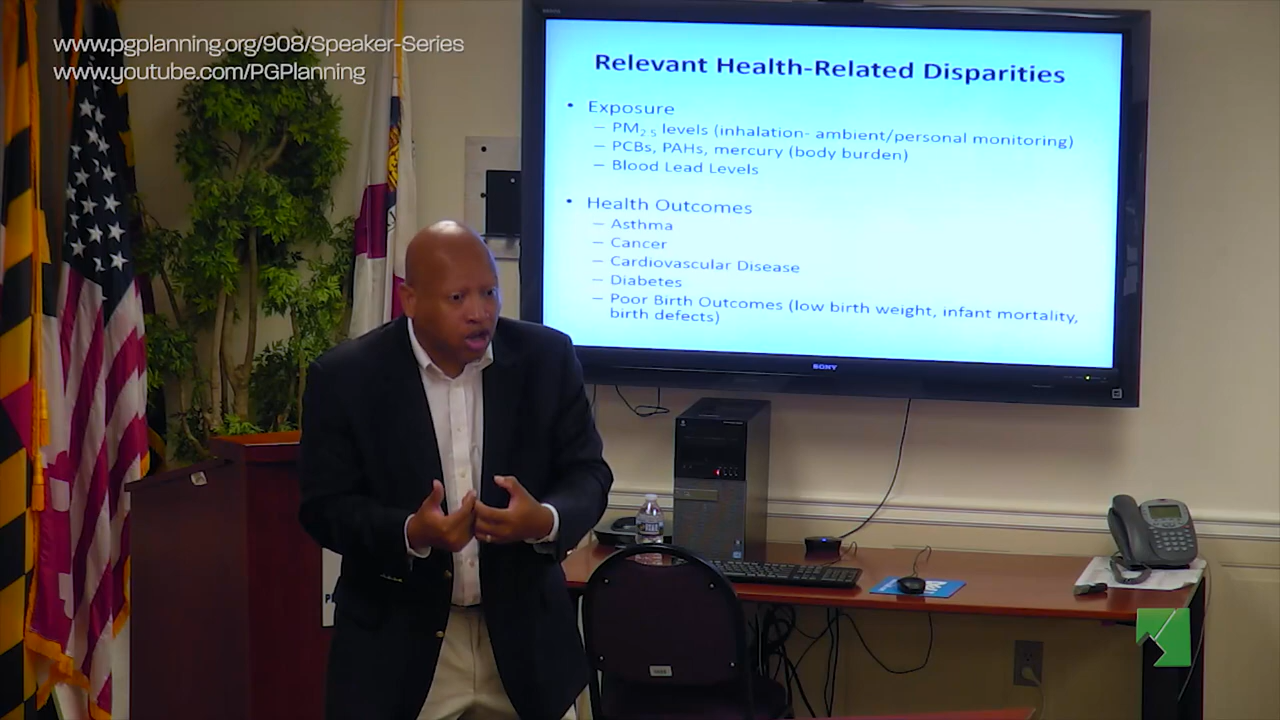 www.pgplanning.org/908/Speaker-Series
www.youtube.com/PGPlanning
Relevant Health-Related Disparities
• Exposure
– PM2.5 levels (inhalation- ambient/personal monitoring)
– PCBs, PAHs, mercury (body burden)
– Blood Lead Levels
• Health Outcomes
– Asthma
– Cancer
– Cardiovascular Disease
– Diabetes
– Poor Birth Outcomes (low birth weight, infant mortality,
birth defects)
SONY